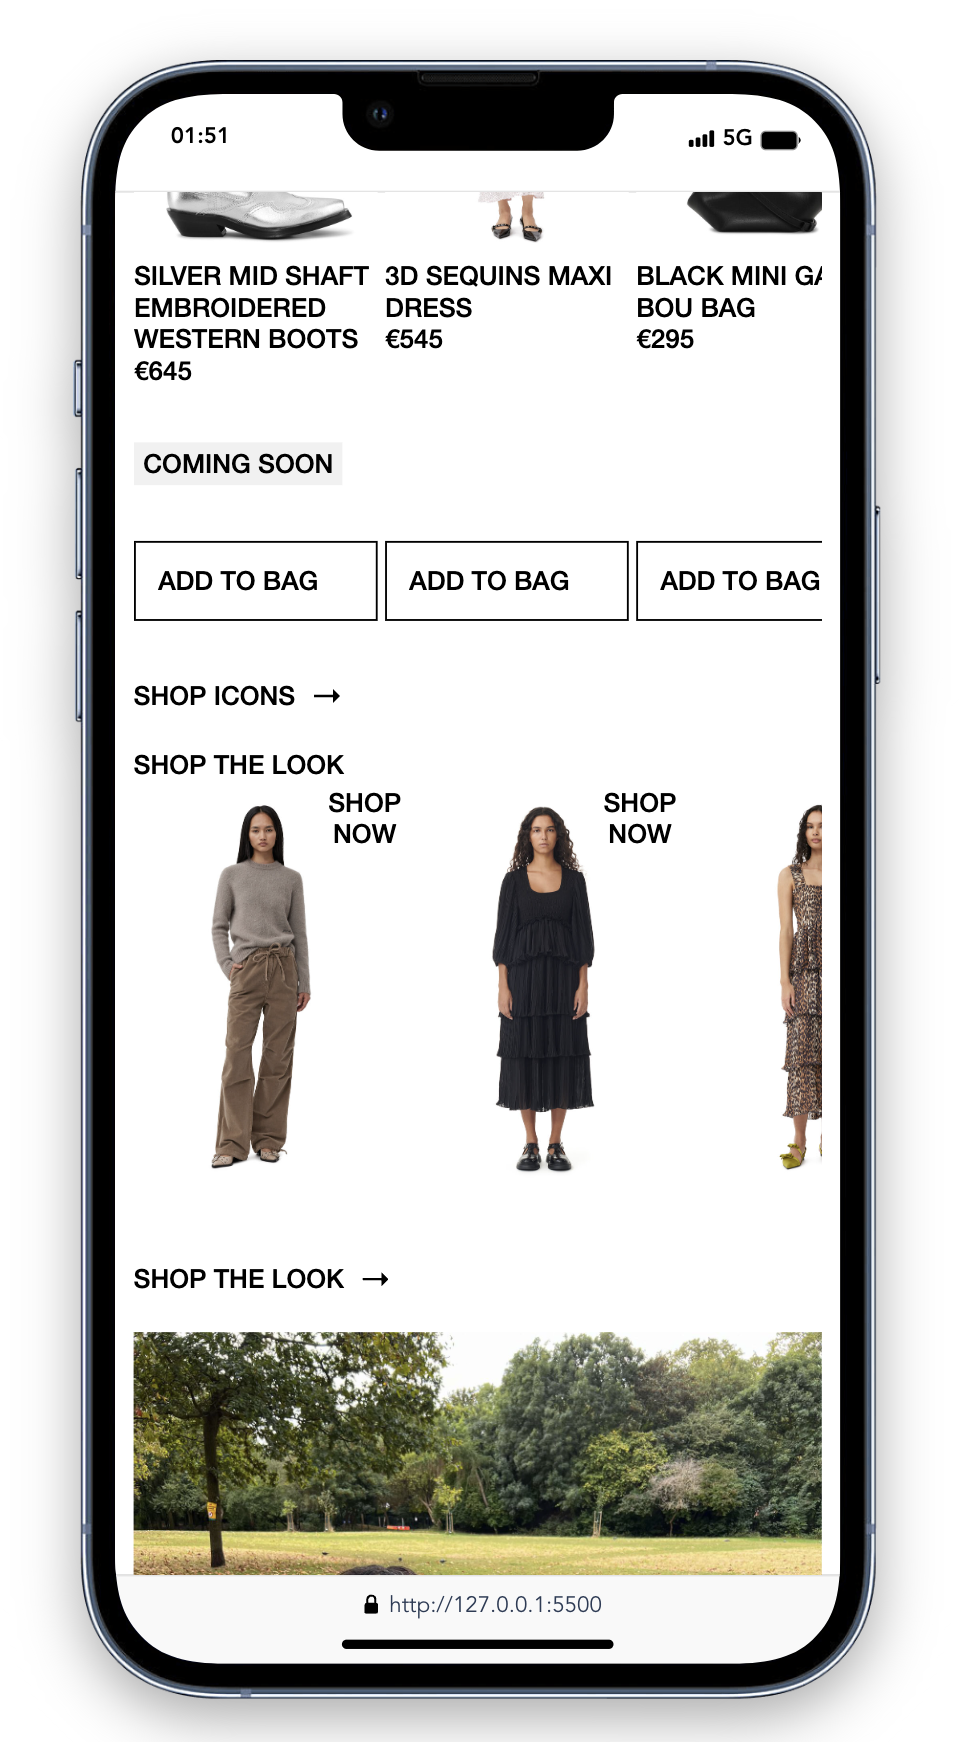 01:51
5G
SILVER MID SHAFT
EMBROIDERED
WESTERN BOOTS
€645
3D SEQUINS MAXI
DRESS
€545
BLACK MINI GA
BOU BAG
€295
COMING SOON
ADD TO BAG
ADD TO BAG
ADD TO BAG
SHOP ICONS →
SHOP THE LOOK
SHOP
NOW
SHOP
NOW
SHOP THE LOOK →
http://127.0.0.1:5500